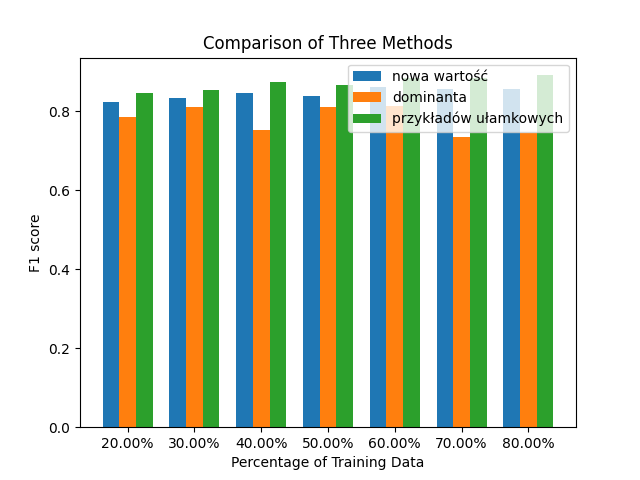 Comparison of Three Methods
nowa wartość
dominanta
przykładów ułamkowych
F1 score
0.8
0.6
0.4
0.2
0.0
20.00% 30.00% 40.00% 50.00% 60.00% 70.00% 80.00%
Percentage of Training Data